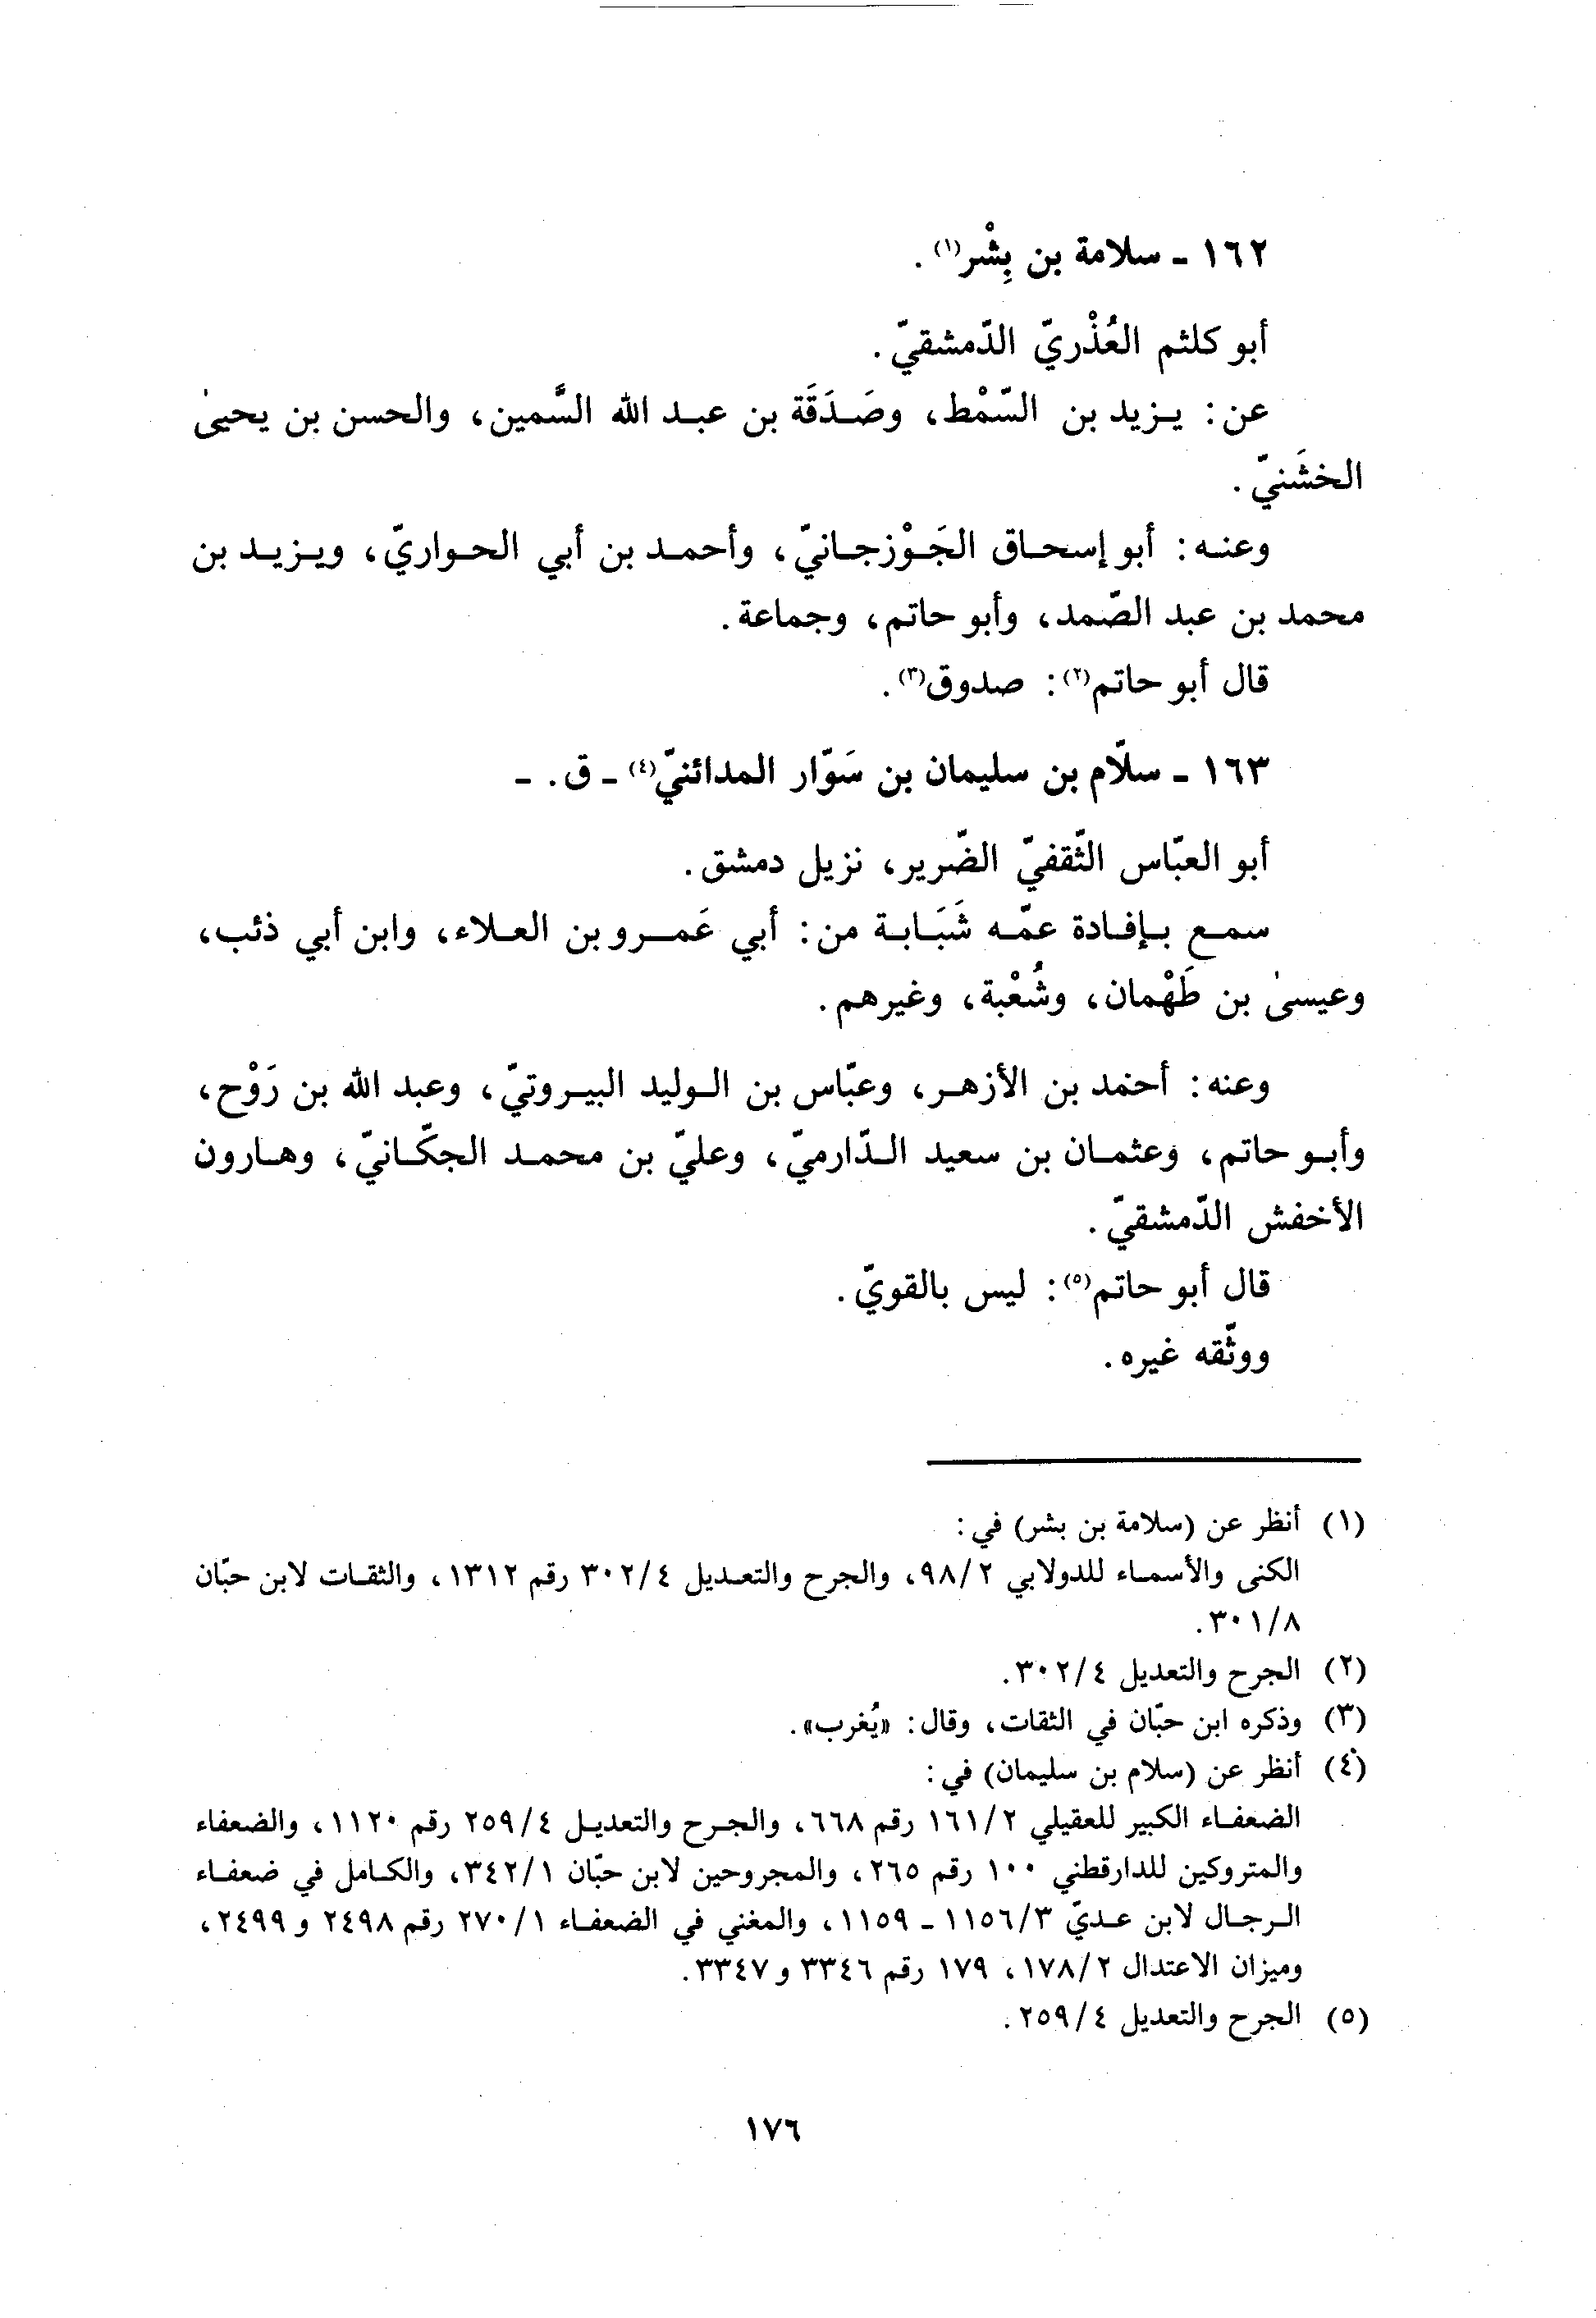 ١٦٢ - سلامة بن بِشْر(١).
أبو كلثم العُذْريّ الدّمشقيّ.
عن: يـزيد بن السّمْط، وصَـدَقَة بن عبـد الله السَّمين، والحسن بن يحيىٰ
الخشَنيّ.
وعنـه: أبو إسحـاق الجَـوْزجـانيّ، وأحمـد بن أبي الحـواريّ، ويـزيـد بن
محمد بن عبد الصّمد، وأبو حاتم، وجماعة.
قال أبو حاتم(٢): صدوق(٣).
١٦٣ - سلّام بن سليمان بن سَوّار المدائنيّ(٤) - ق. -
أبو العبّاس الثّقفيّ الضّرير، نزيل دمشق.
سمـع بـإفـادة عمّـه شَبَـابـة من: أبي عَمـرو بن العـلاء، وابن أبي ذئب،
وعيسىٰ بن طَهْمان، وشُعْبة، وغيرهم.
وعنه: أحمد بن الأزهـر، وعبّاس بن الـوليد البيـروتيّ، وعبد الله بن رَوْح،
وأبـو حاتم، وعثمـان بن سعيد الـدّارميّ، وعليّ بن محمـد الجكّـانيّ، وهـارون
الأخفش الدّمشقيّ.
قال أبو حاتم(٥): ليس بالقويّ.
ووثّقه غيره.
(١) أنظر عن (سلامة بن بشر) في:
الكنى والأسمـاء للدولابي ٩٨/٢، والجرح والتعـديل ٣٠٢/٤ رقم ١٣١٢، والثقـات لابن حبّان
٣٠١/٨.
(٢) الجرح والتعديل ٣٠٢/٤.
(٣) وذكره ابن حبّان في الثقات، وقال: «يُغرب».
(٤) أنظر عن (سلام بن سليمان) في:
الضعفـاء الكبير للعقيلي ١٦١/٢ رقم ٦٦٨، والجـرح والتعديـل ٢٥٩/٤ رقم ١١٢٠، والضعفاء
والمتروكين للدارقطني ١٠٠ رقم ٢٦٥، والمجروحين لابن حبّان ٣٤٢/١، والكـامل في ضعفـاء
الـرجـال لابن عـديّ ١١٥٦/٣ - ١١٥٩، والمغني في الضعفـاء ٢٧٠/١ رقم ٢٤٩٨ و ٢٤٩٩،
وميزان الاعتدال ١٧٨/٢، ١٧٩ رقم ٣٣٤٦ و ٣٣٤٧.
(٥) الجرح والتعديل ٢٥٩/٤.
١٧٦